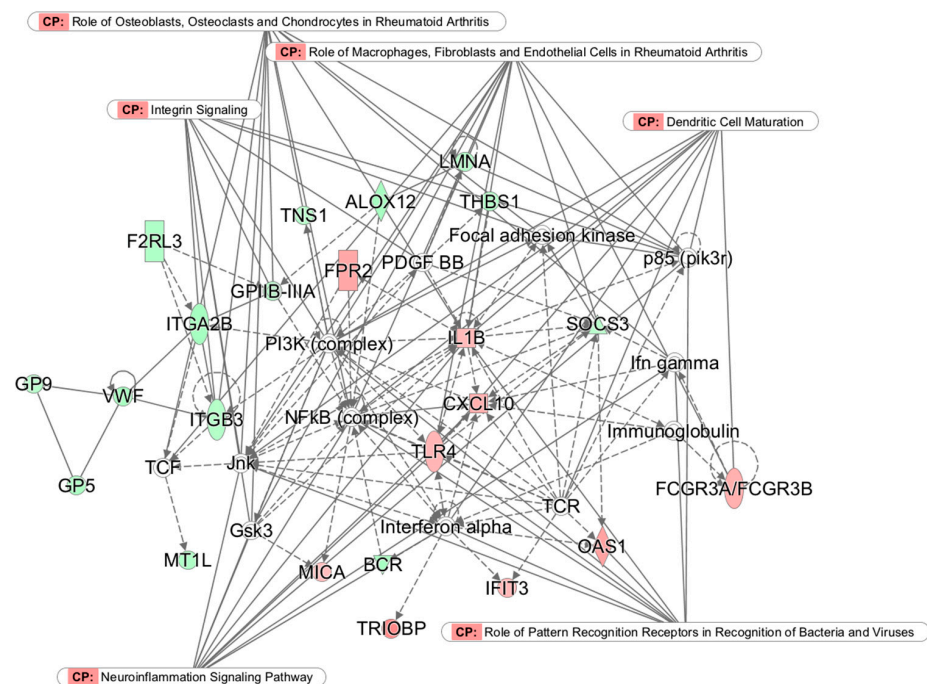 CP: Role of Osteoblasts, Osteoclasts and Chondrocytes in Rheumatoid Arthritis
CP: Role of Macrophages, Fibroblasts and Endothelial Cells in Rheumatoid Arthritis
CP: Integrin Signaling
CP: Dendritic Cell Maturation
LMNA
ALOX12
THBS1
TNS1
F2RL3
Focal adhesion kinase
FPR2
PDGF BB
p85 (pik3r)
GPIIB-IIIA
ITGA2B
SOCS3
PI3K (complex)
IL1B
Ifn gamma
GP9
VWF
CXCL10
ITGB3
NFkB (complex)
Immunoglobulin
TLR4
TCF
Jnk
GP5
FCGR3A/FCGR3B
TCR
Gsk3
Interferon alpha
OAS1
MT1L
MICA
BCR
IFIT3
TRIOBP
CP: Role of Pattern Recognition Receptors in Recognition of Bacteria and Viruses
CP: Neuroinflammation Signaling Pathway